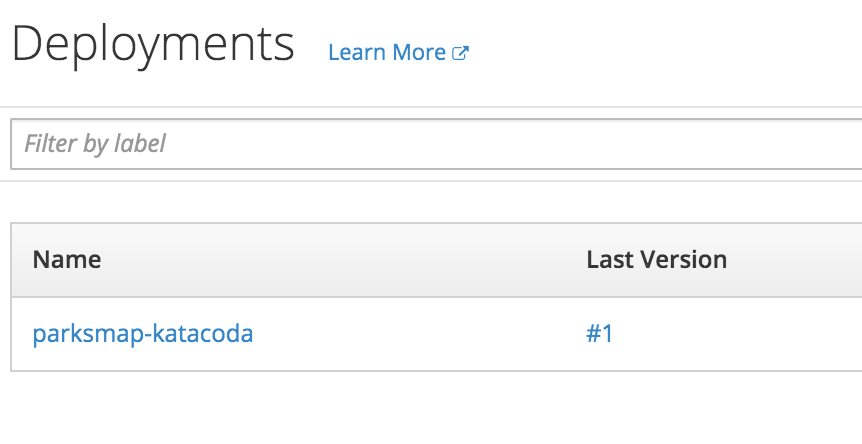 Deployments Learn More
Filter by label
Name Last Version
parksmap-katacoda #1